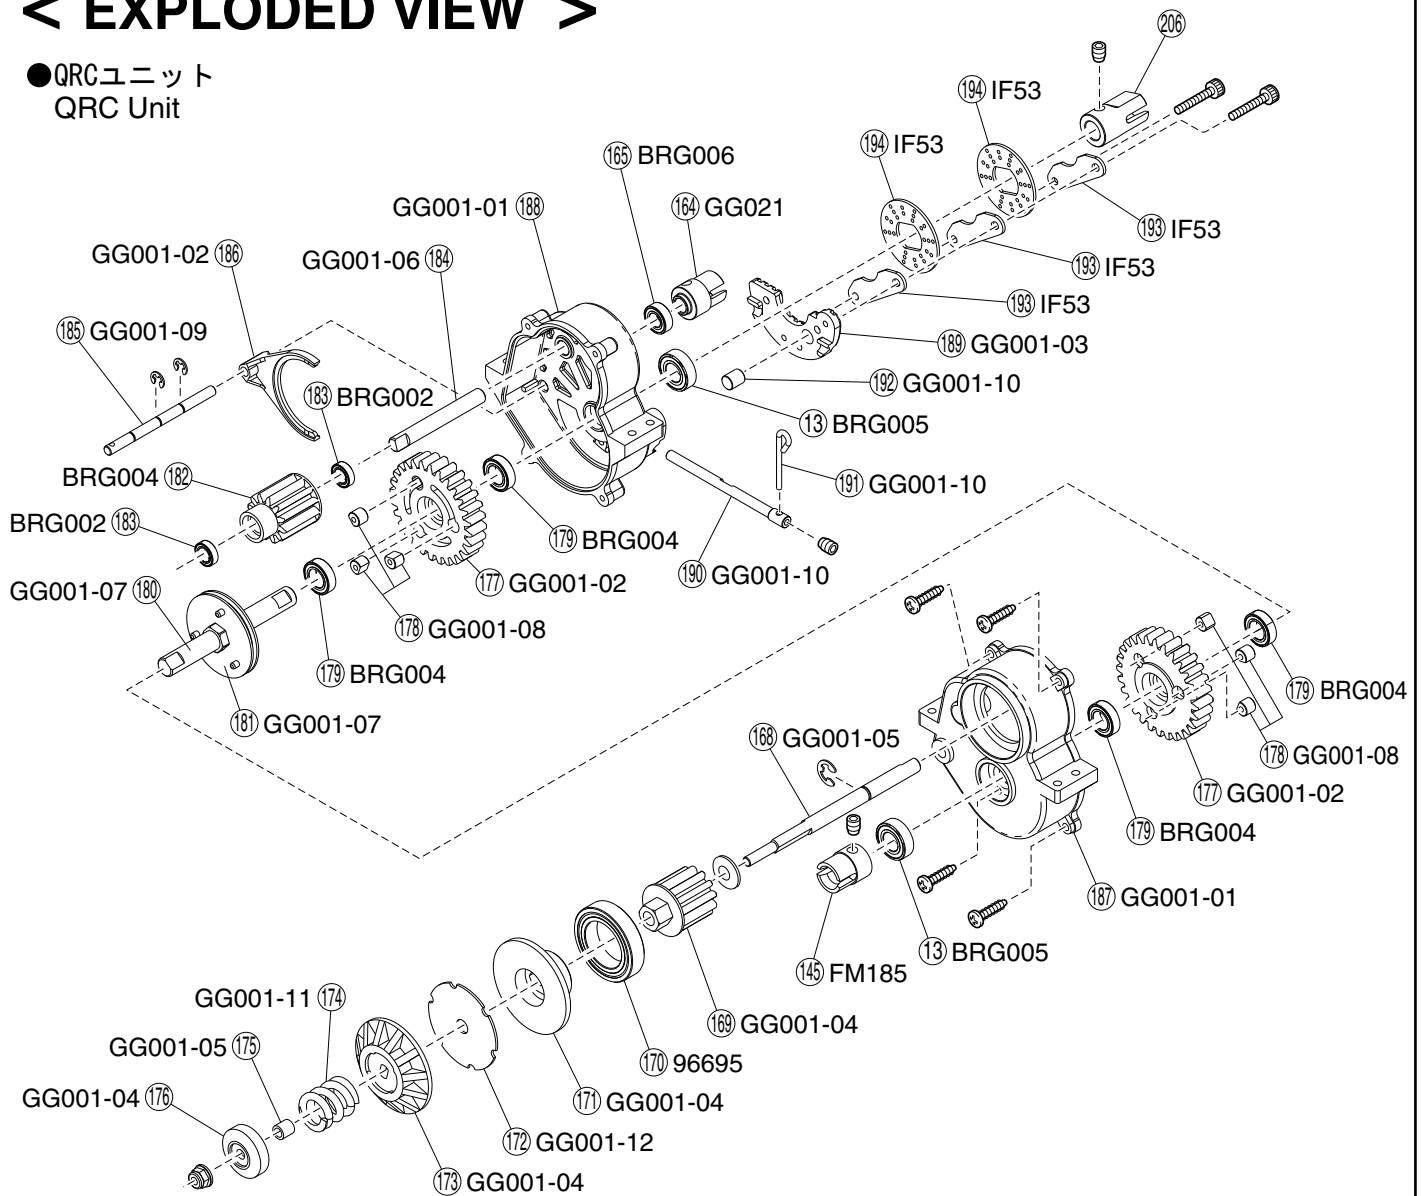 < EXPLODED VIEW >
●QRCユニット
QRC Unit
206
194 IF53
194 IF53
165 BRG006
GG001-01 188
164 GG021
193 IF53
GG001-02 186
GG001-06 184
193 IF53
193 IF53
185 GG001-09
189 GG001-03
192 GG001-10
183 BRG002
13 BRG005
BRG004 182
191 GG001-10
BRG002 183
179 BRG004
190 GG001-10
177 GG001-02
GG001-07 180
178 GG001-08
179 BRG004
179 BRG004
181 GG001-07
168 GG001-05
178 GG001-08
177 GG001-02
179 BRG004
187 GG001-01
13 BRG005
145 FM185
GG001-11 174
169 GG001-04
GG001-05 175
170 96695
GG001-04 176
171 GG001-04
172 GG001-12
173 GG001-04